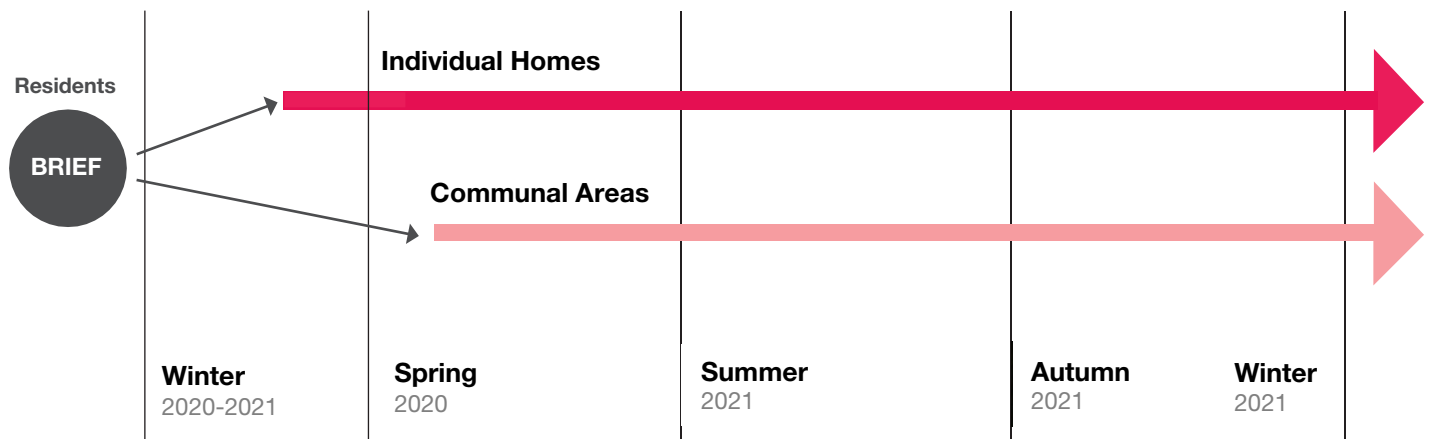 Individual Homes
Residents
BRIEF
Communal Areas
Winter
2020-2021
Spring
2020
Summer
2021
Autumn
2021
Winter
2021